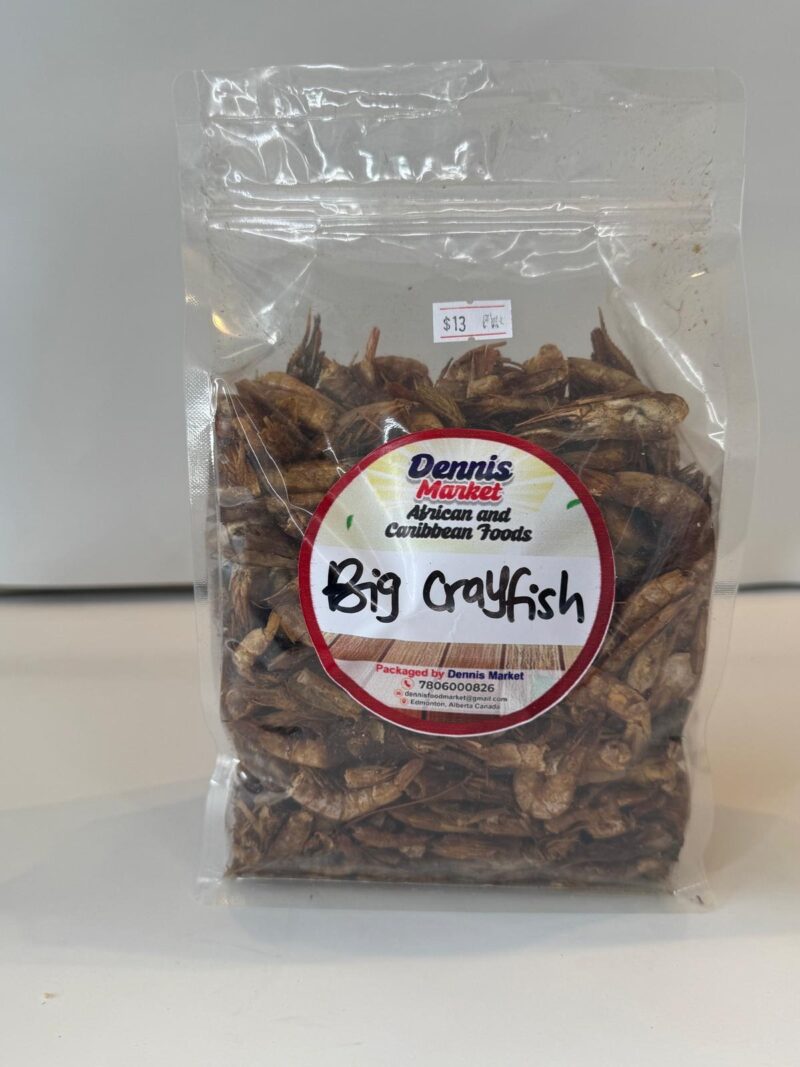 $13
Dennis
Market
African and
Caribbean Foods
Big Crayfish
Packaged by Dennis Market
7806000826
dennisfoodmarket@gmail.com
Edmonton, Alberta Canada